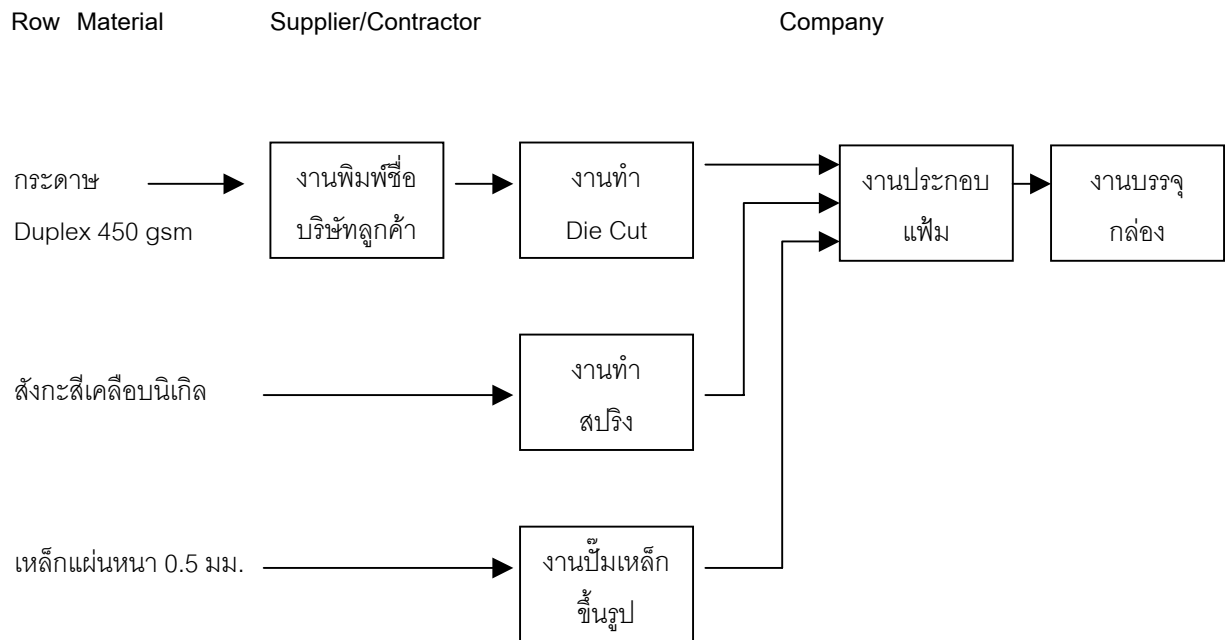 Row Material Supplier/Contractor Company
กระดาษ
Duplex 450 gsm
งานพิมพ์ชื่อ
บริษัทลูกค้า
งานทำ
Die Cut
งานประกอบ
แฟ้ม
งานบรรจุ
กล่อง
สังกะสีเคลือบนิเกิล
งานทำ
สปริง
เหล็กแผ่นหนา 0.5 มม.
งานปั๊มเหล็ก
ขึ้นรูป